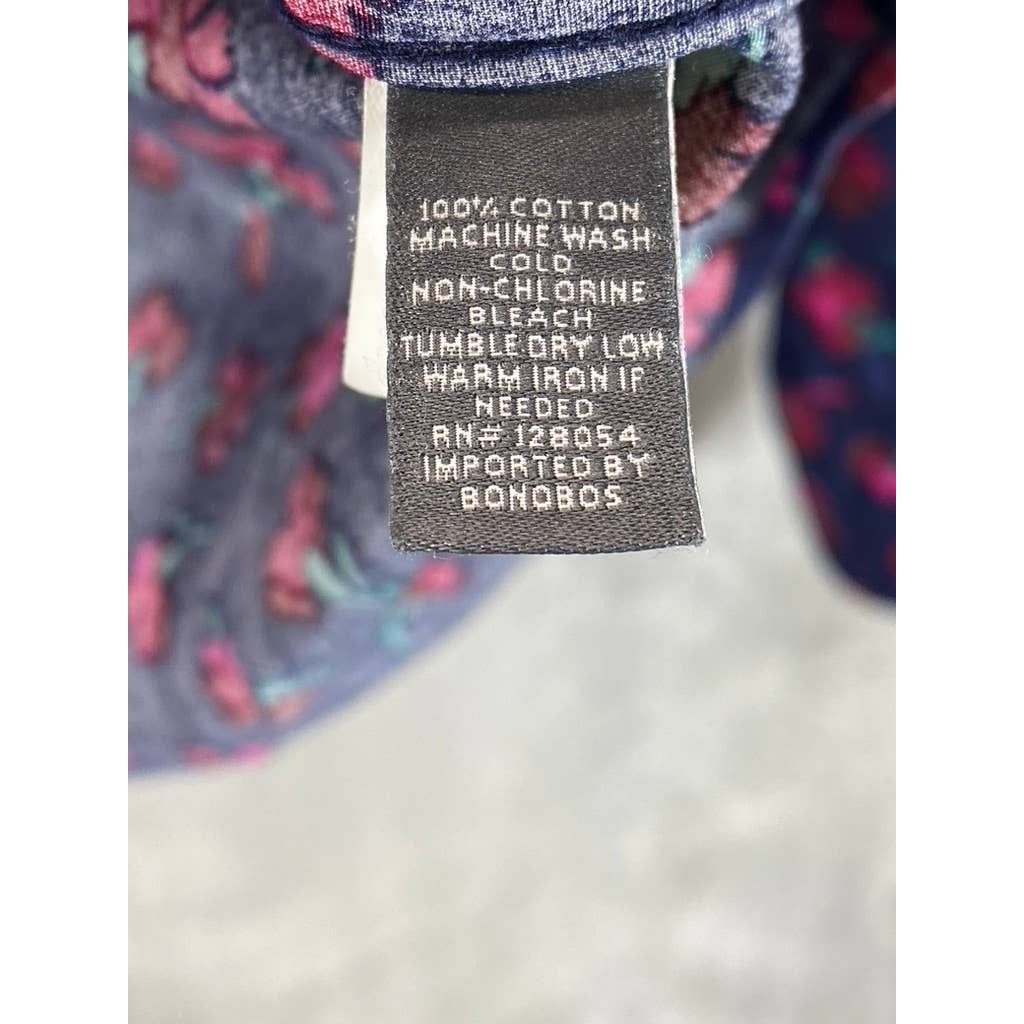 100% COTTON
MACHINE WASH
COLD
NON-CHLORINE
BLEACH
TUMBLE DRY LOW
WARM IRON IF
NEEDED
RN# 128054
IMPORTED BY
BONOBOS